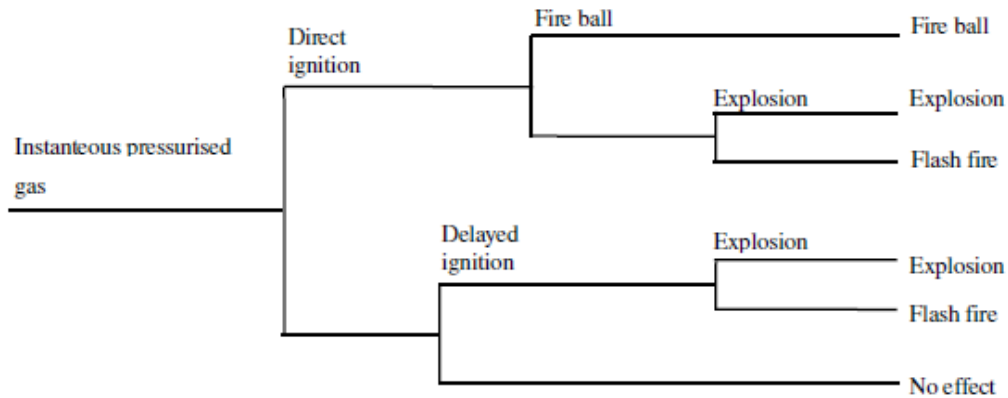 Fire ball
Fire ball
Direct
ignition
Explosion
Explosion
Instanteous pressurised
gas
Flash fire
Delayed
ignition
Explosion
Explosion
Flash fire
No effect